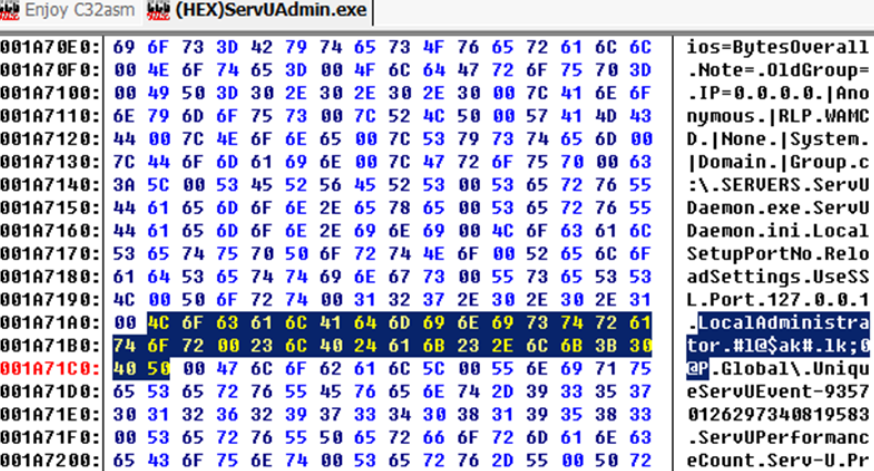 Enjoy C32asm (HEX)ServUAdmin.exe
001A70E0: 69 6F 73 3D 42 79 74 65 73 4F 76 65 72 61 6C 6C ios=BytesOverall
001A70F0: 00 4E 6F 74 65 3D 00 4F 6C 64 47 72 6F 75 70 3D .Note=.OldGroup=
001A7100: 00 49 50 3D 30 2E 30 2E 30 2E 30 00 7C 41 6E 6F .IP=0.0.0.0.|Ano
001A7110: 6E 79 6D 6F 75 73 00 7C 52 4C 50 00 57 41 4D 43 nymous.|RLP.WAMC
001A7120: 44 00 7C 4E 6F 6E 65 00 7C 53 79 73 74 65 6D 00 D.|None.|System.
001A7130: 7C 44 6F 6D 61 69 6E 00 7C 47 72 6F 75 70 00 63 |Domain.|Group.c
001A7140: 3A 5C 00 53 45 52 56 45 52 53 00 53 65 72 76 55 :\.SERVERS.ServU
001A7150: 44 61 65 6D 6F 6E 2E 65 78 65 00 53 65 72 76 55 Daemon.exe.ServU
001A7160: 44 61 65 6D 6F 6E 2E 69 6E 69 00 4C 6F 63 61 6C Daemon.ini.Local
001A7170: 53 65 74 75 70 50 6F 72 74 4E 6F 00 52 65 6C 6F SetupPortNo.Relo
001A7180: 61 64 53 65 74 74 69 6E 67 73 00 55 73 65 53 53 adSettings.UseSS
001A7190: 4C 00 50 6F 72 74 00 31 32 37 2E 30 2E 30 2E 31 L.Port.127.0.0.1
001A71A0: 00 4C 6F 63 61 6C 41 64 6D 69 6E 69 73 74 72 61 .LocalAdministra
001A71B0: 74 6F 72 00 23 6C 40 24 61 6B 23 2E 6C 6B 3B 30 tor.#l@$ak#.lk;0
001A71C0: 40 50 00 47 6C 6F 62 61 6C 5C 00 55 6E 69 71 75 @P.Global\.Uniqu
001A71D0: 65 53 65 72 76 55 45 76 65 6E 74 2D 39 33 35 37 eServUEvent-9357
001A71E0: 30 31 32 36 32 39 37 33 34 30 38 31 39 35 38 33 0126297340819583
001A71F0: 00 53 65 72 76 55 50 65 72 66 6F 72 6D 61 6E 63 .ServUPerformanc
001A7200: 65 43 6F 75 6E 74 00 53 65 72 76 2D 55 00 50 72 eCount.Serv-U.Pr